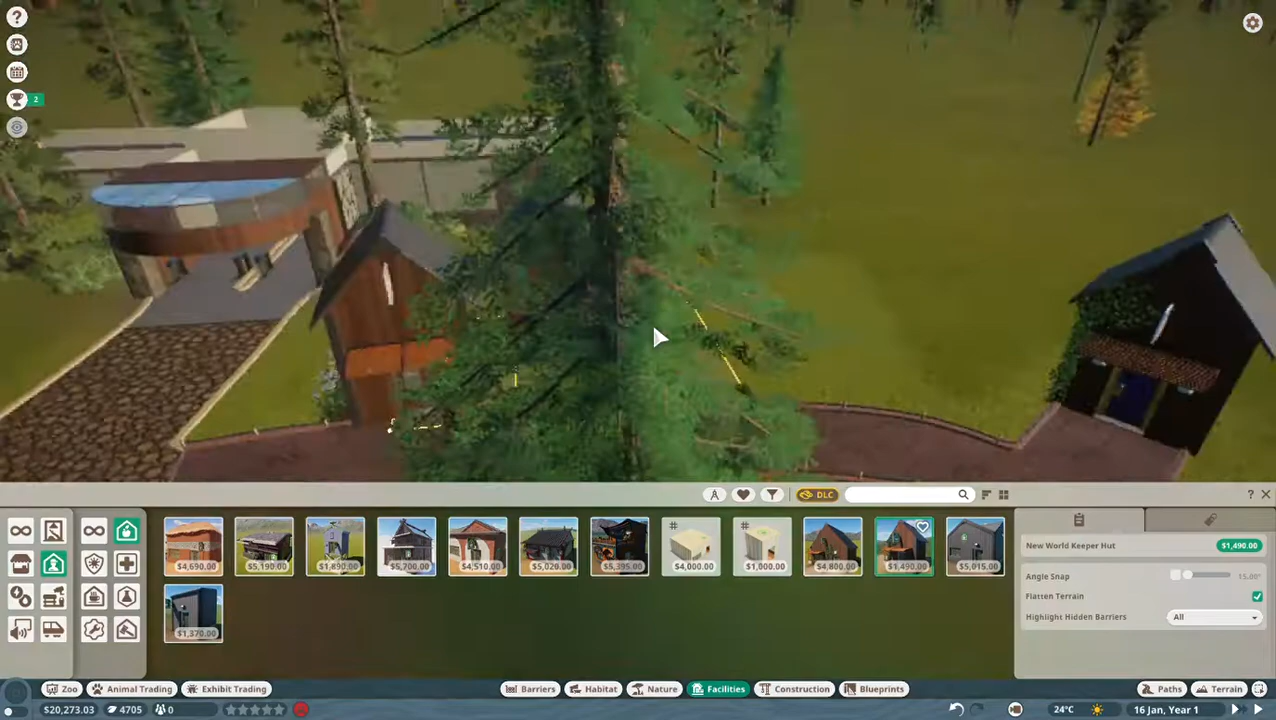 ?
2
DLC
?
$4,690.00
$5,190.00
$1,890.00
$5,700.00
$4,510.00
$5,020.00
$5,395.00
$4,000.00
$1,000.00
$4,800.00
$1,490.00
$5,015.00
$1,370.00
New World Keeper Hut
$1,490.00
Angle Snap
15.00°
Flatten Terrain
Highlight Hidden Barriers
All
Zoo
Animal Trading
Exhibit Trading
Barriers
Habitat
Nature
Facilities
Construction
Blueprints
Paths
Terrain
$20,273.03
4705
0
24°C
16 Jan, Year 1